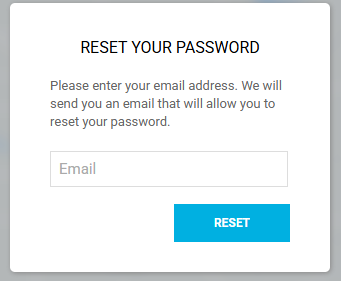 RESET YOUR PASSWORD
Please enter your email address. We will
send you an email that will allow you to
reset your password.
Email
RESET